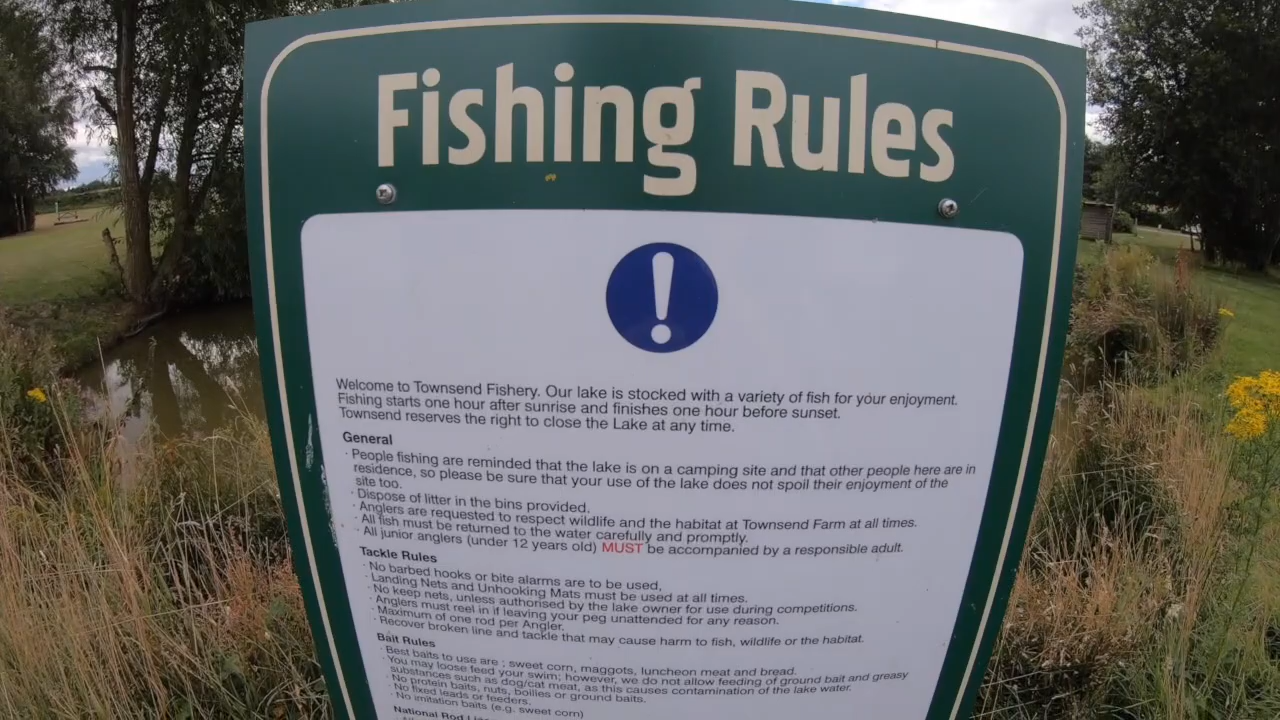 Fishing Rules
Welcome to Townsend Fishery. Our lake is stocked with a variety of fish for your enjoyment.
Fishing starts one hour after sunrise and finishes one hour before sunset.
Townsend reserves the right to close the Lake at any time.
General
· People fishing are reminded that the lake is on a camping site and that other people here are in
residence, so please be sure that your use of the lake does not spoil their enjoyment of the
site too.
· Dispose of litter in the bins provided.
· Anglers are requested to respect wildlife and the habitat at Townsend Farm at all times.
· All fish must be returned to the water carefully and promptly.
· All junior anglers (under 12 years old) MUST be accompanied by a responsible adult.
Tackle Rules
· No barbed hooks or bite alarms are to be used,
· Landing Nets and Unhooking Mats must be used at all times.
· No keep nets, unless authorised by the lake owner for use during competitions.
· Anglers must reel in if leaving your peg unattended for any reason.
· Maximum of one rod per Angler.
· Recover broken line and tackle that may cause harm to fish, wildlife or the habitat.
Bait Rules
· Best baits to use are ; sweet corn, maggots, luncheon meat and bread.
· You may loose feed your swim; however, we do not allow feeding of ground bait and greasy
substances such as dog/cat meat, as this causes contamination of the lake water.
· No protein baits, nuts, boilies or ground baits.
· No fixed leads or feeders.
· No imitation baits (e.g. sweet corn)
National Rod